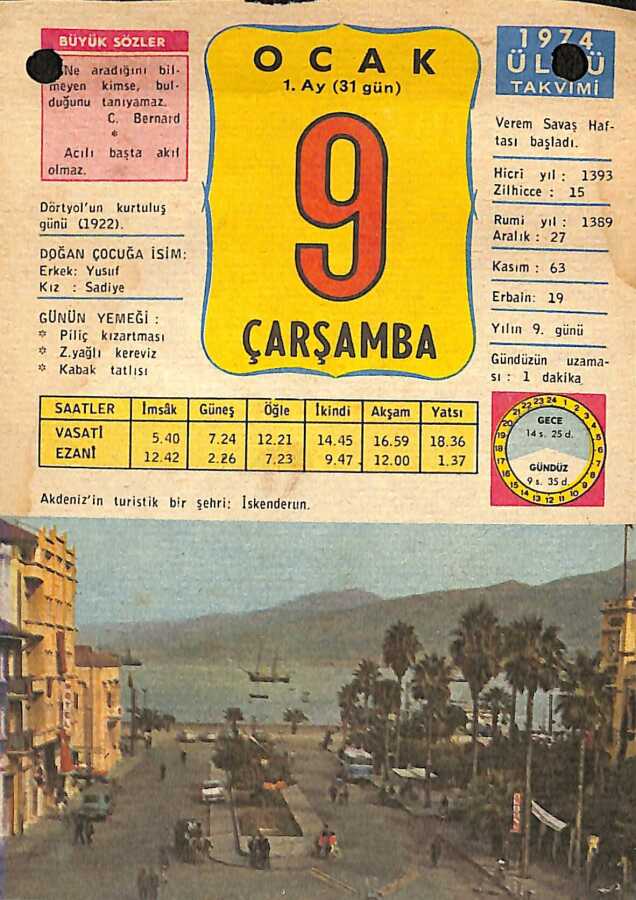 BÜYÜK SÖZLER
Ne aradığını bil-
meyen kimse, bul-
duğunu tanıyamaz.
C. Bernard
*
Acılı başta akıl
olmaz.
Dörtyol'un kurtuluş
günü (1922).
DOĞAN ÇOCUĞA İSİM:
Erkek: Yusuf
Kız : Sadiye
GÜNÜN YEMEĞİ :
* Piliç kızartması
* Z.yağlı kereviz
* Kabak tatlısı
OCAK
1. Ay (31 gün)
9
ÇARŞAMBA
1974
ÜLKÜ
TAKVİMİ
Verem Savaş Haf-
tası başladı.
Hicri yıl : 1393
Zilhicce : 15
Rumi yıl : 1389
Aralık : 27
Kasım : 63
Erbain: 19
Yılın 9. günü
Gündüzün uzama-
sı : 1 dakika
SAATLER İmsâk Güneş Öğle İkindi Akşam Yatsı
VASATİ 5.40 7.24 12.21 14.45 16.59 18.36
EZANİ 12.42 2.26 7.23 9.47 12.00 1.37
GECE
14 s. 25 d.
GÜNDÜZ
9 s. 35 d.
Akdeniz'in turistik bir şehri: İskenderun.